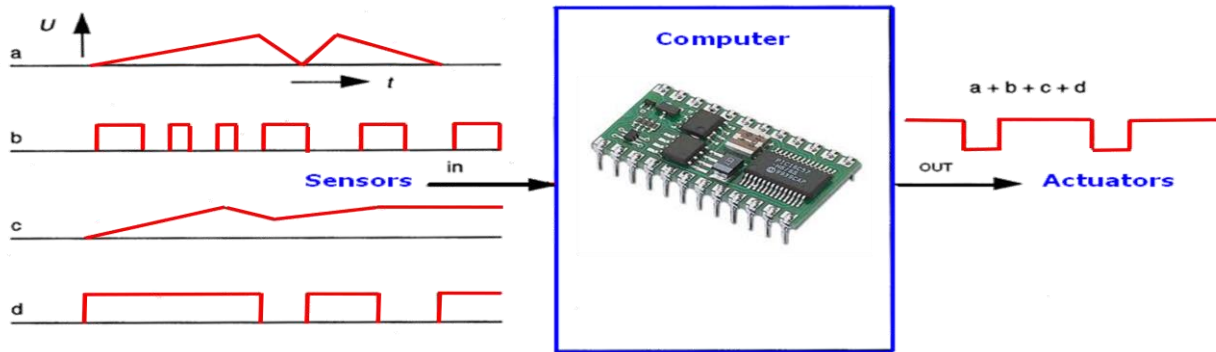 U
a
t
b
in
Sensors
c
d
Computer
a + b + c + d
OUT
Actuators